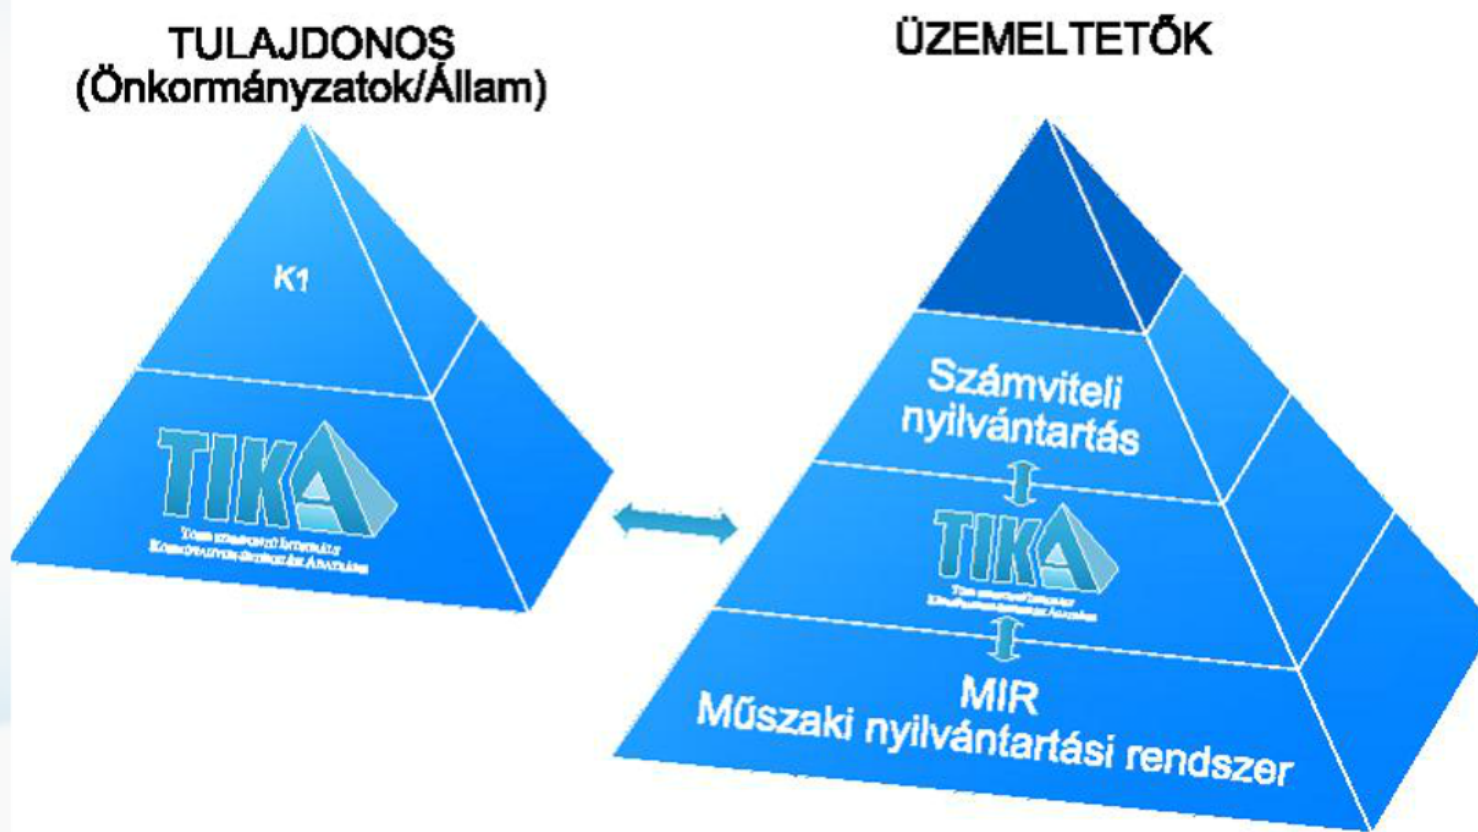 TULAJDONOS
(Önkormányzatok/Állam)
K1
TIKA
ÜZEMELTETŐK
Számviteli
nyilvántartás
TIKA
MIR
Műszaki nyilvántartási rendszer